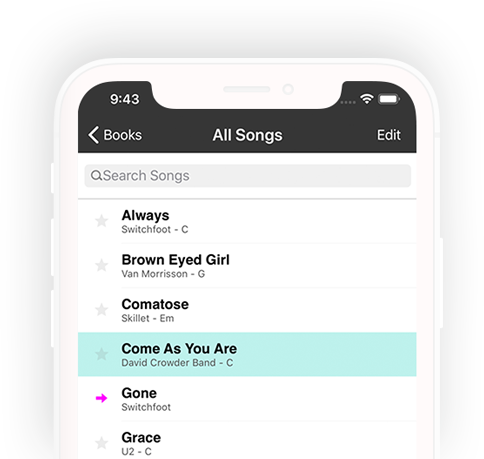 9:43
Books
All Songs
Edit
Search Songs
Always
Switchfoot - C
Brown Eyed Girl
Van Morrisson - G
Comatose
Skillet - Em
Come As You Are
David Crowder Band - C
Gone
Switchfoot
Grace
U2 - C